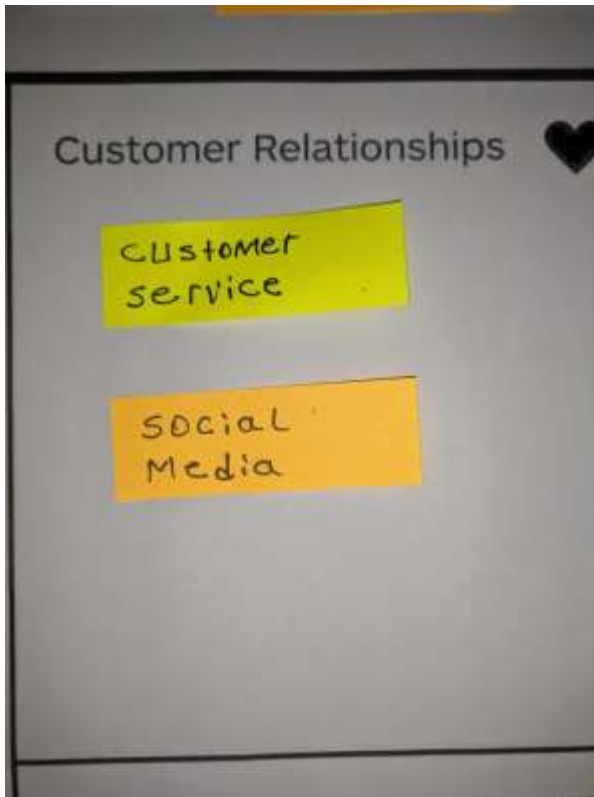 Customer Relationships
Customer
service
Social
Media